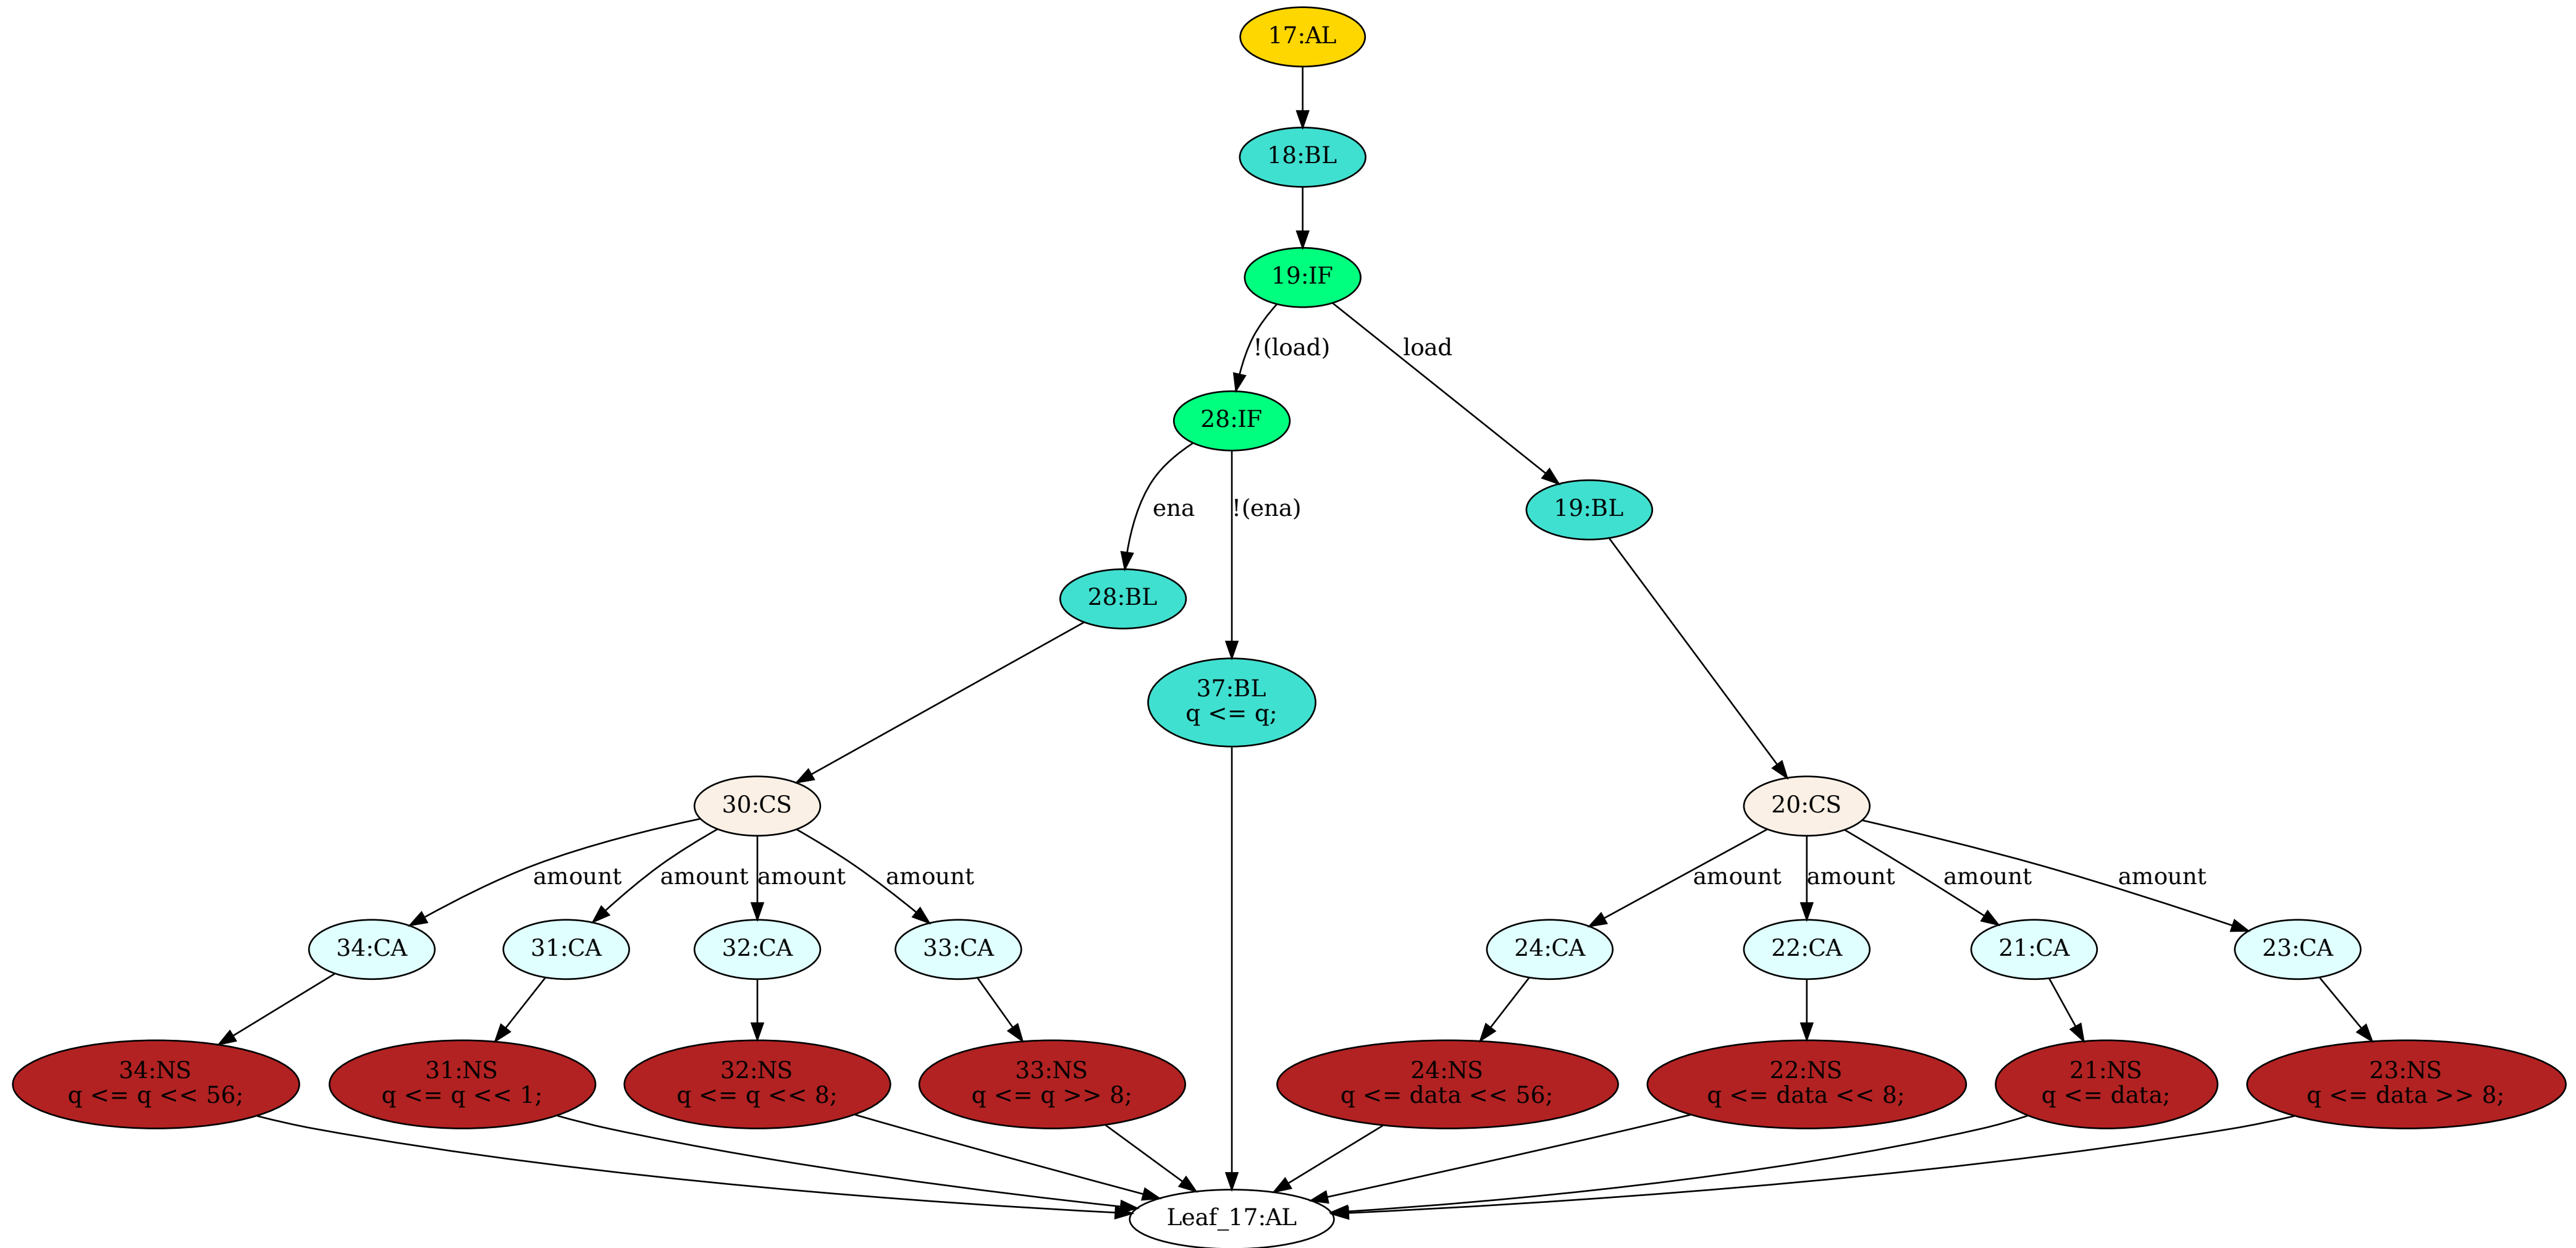 17:AL
18:BL
19:IF
!(load)
load
28:IF
ena
!(ena)
19:BL
28:BL
37:BL
q <= q;
30:CS
20:CS
amount
amount
amount
amount
amount
amount
amount
amount
34:CA
31:CA
32:CA
33:CA
24:CA
22:CA
21:CA
23:CA
34:NS
q <= q << 56;
31:NS
q <= q << 1;
32:NS
q <= q << 8;
33:NS
q <= q >> 8;
24:NS
q <= data << 56;
22:NS
q <= data << 8;
21:NS
q <= data;
23:NS
q <= data >> 8;
Leaf_17:AL